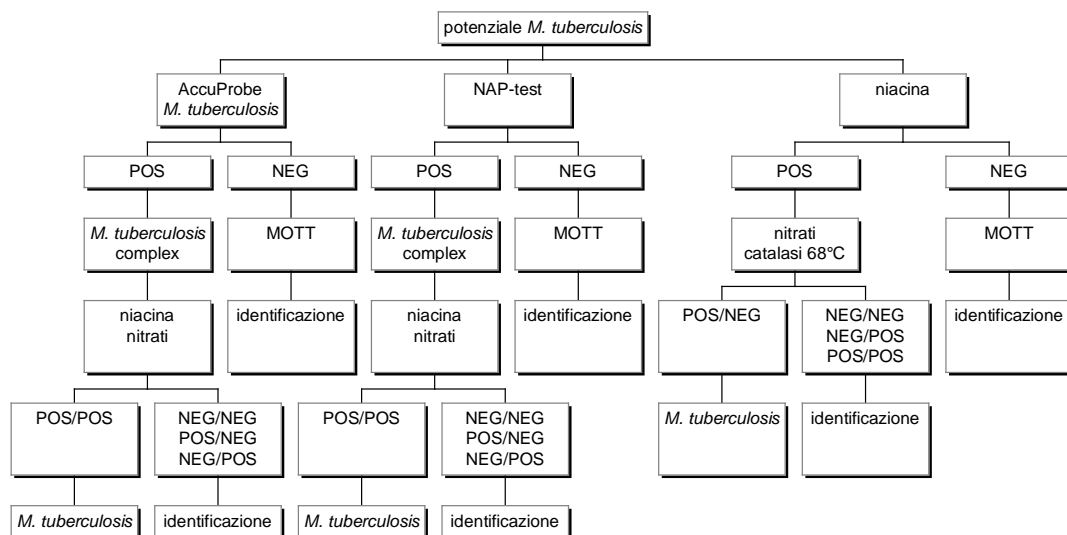 potenziale M. tuberculosis
AccuProbe
M. tuberculosis
NAP-test
niacina
POS
NEG
POS
NEG
POS
NEG
M. tuberculosis
complex
MOTT
M. tuberculosis
complex
MOTT
nitrati
catalasi 68°C
MOTT
niacina
nitrati
identificazione
niacina
nitrati
identificazione
POS/NEG
NEG/NEG
NEG/POS
POS/POS
identificazione
POS/POS
NEG/NEG
POS/NEG
NEG/POS
POS/POS
NEG/NEG
POS/NEG
NEG/POS
M. tuberculosis
identificazione
M. tuberculosis
identificazione
M. tuberculosis
identificazione